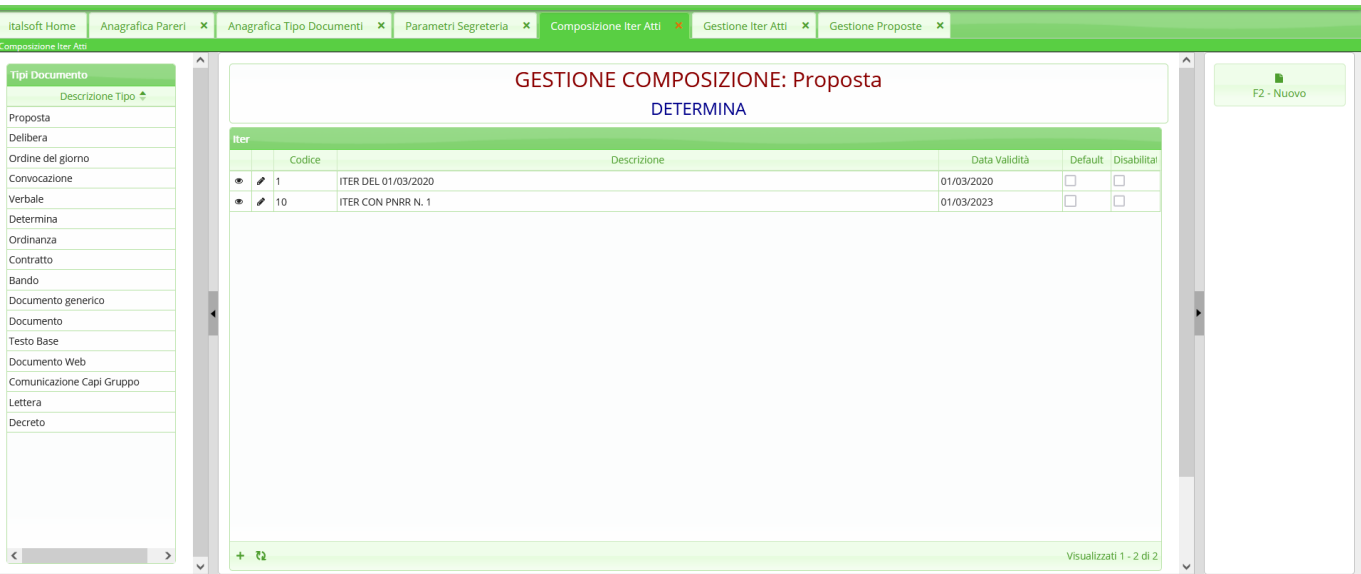 italsoft Home Anagrafica Pareri Anagrafica Tipo Documenti Parametri Segreteria Composizione Iter Atti Gestione Iter Atti Gestione Proposte
Composizione Iter Atti
Tipi Documento
Descrizione Tipo
Proposta
Delibera
Ordine del giorno
Convocazione
Verbale
Determina
Ordinanza
Contratto
Bando
Documento generico
Documento
Testo Base
Documento Web
Comunicazione Capi Gruppo
Lettera
Decreto
GESTIONE COMPOSIZIONE: Proposta
DETERMINA
Iter
Codice Descrizione Data Validità Default Disabilitat
1 ITER DEL 01/03/2020 01/03/2020
10 ITER CON PNRR N. 1 01/03/2023
Visualizzati 1 - 2 di 2
F2 - Nuovo